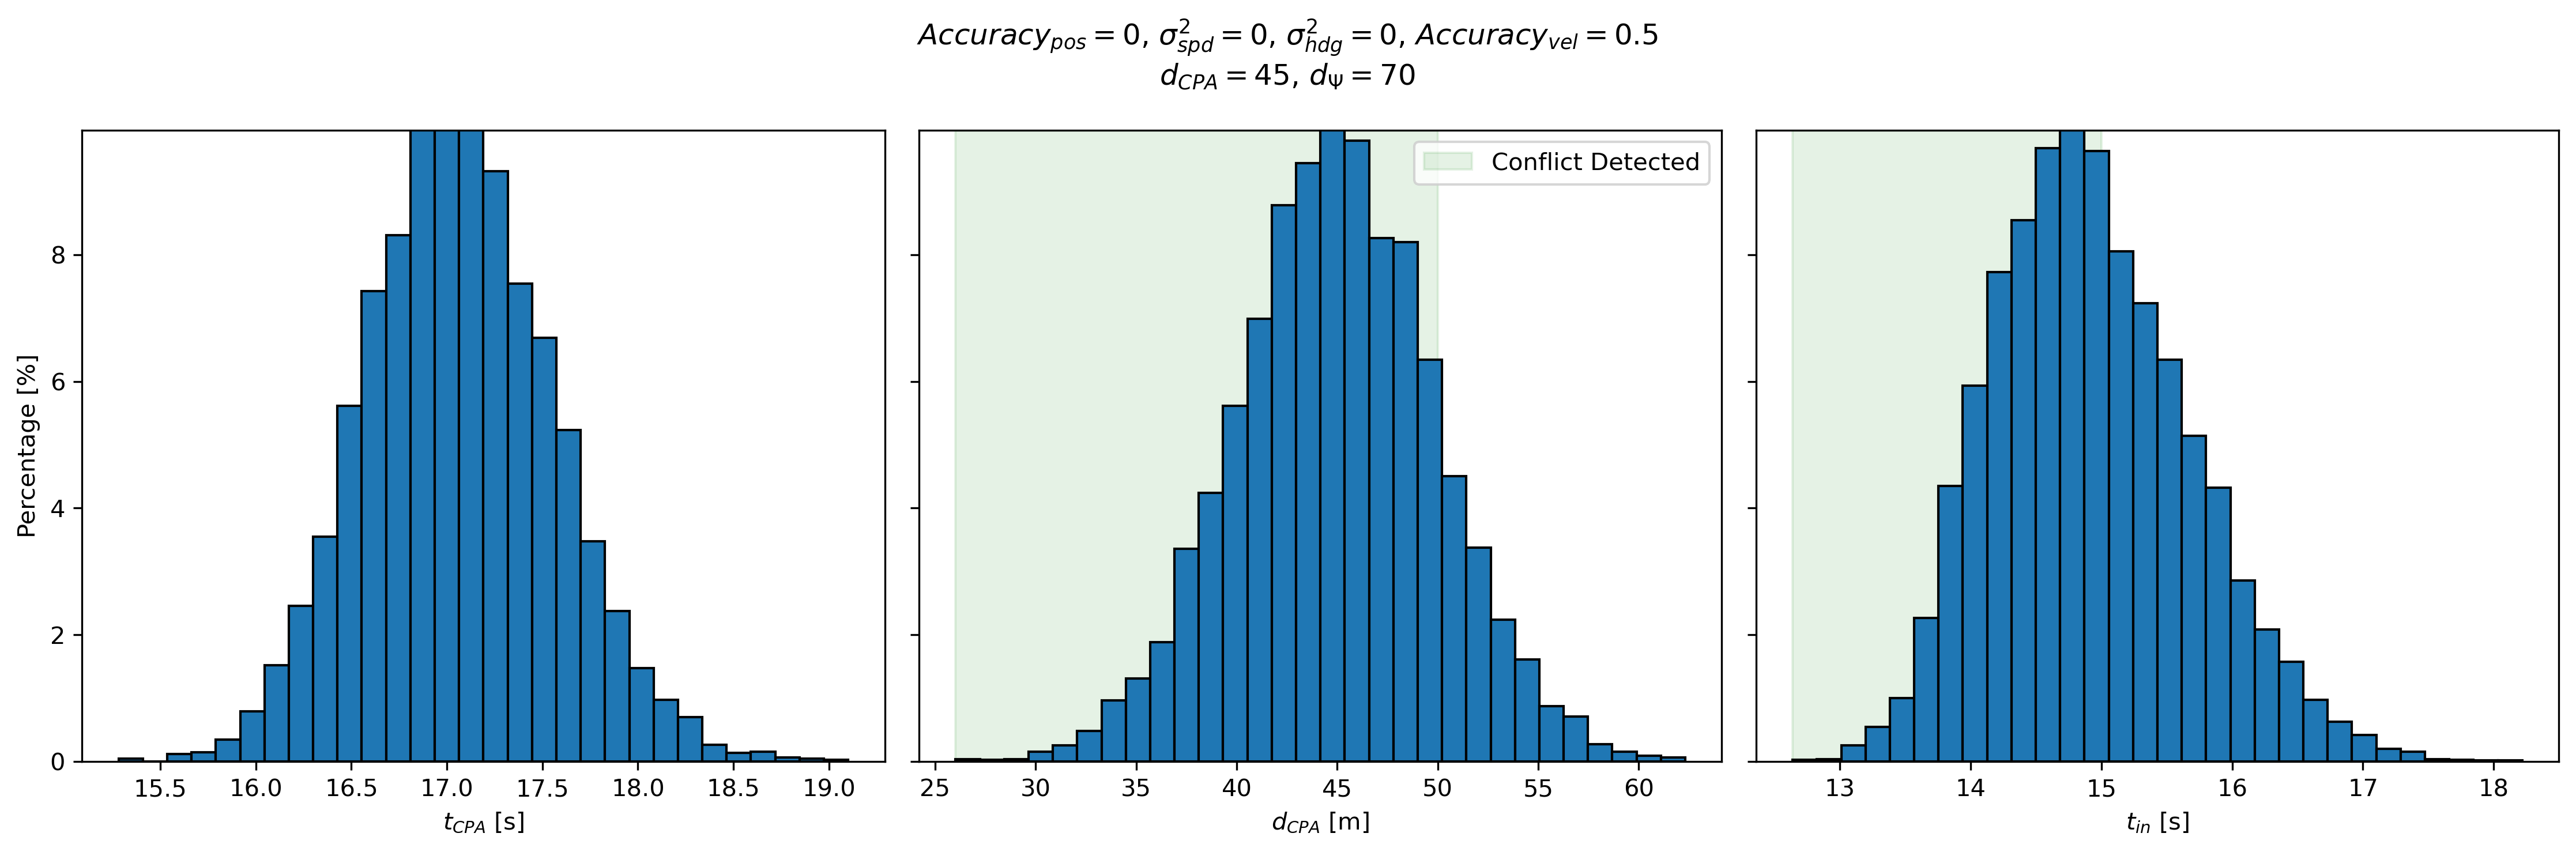 Accuracy_pos = 0, σ²_spd = 0, σ²_hdg = 0, Accuracy_vel = 0.5
d_CPA = 45, d_Ψ = 70
Percentage [%]
8
6
4
2
0
15.5 16.0 16.5 17.0 17.5 18.0 18.5 19.0
t_CPA [s]
Conflict Detected
25 30 35 40 45 50 55 60
d_CPA [m]
13 14 15 16 17 18
t_in [s]